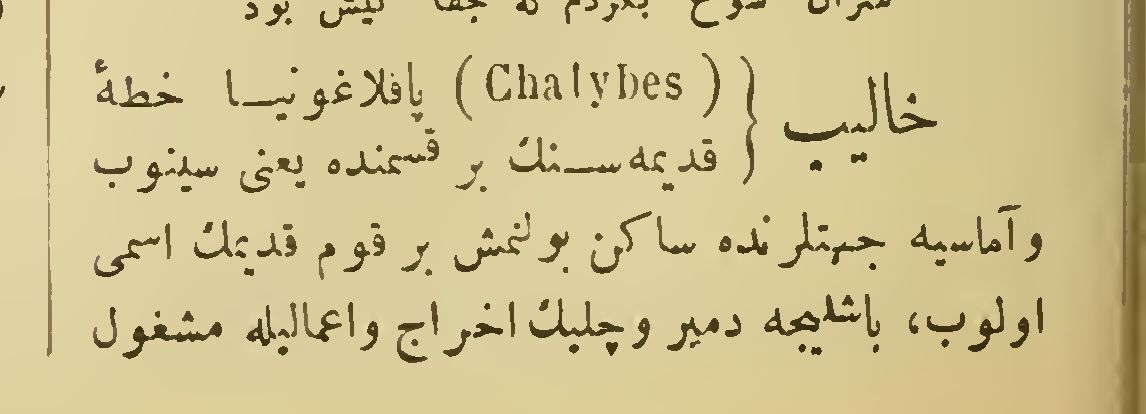 بود
خاليب { (Chalybes) پافلاغونيا خطهٔ
قديمه‌سنك بر قسمنده يعنى سينوب
وآماسيه جهتلرنده ساكن بولنمش بر قوم قديمك اسمى
اولوب، باشليجه دمير وچليك اخراج واعماليله مشغول